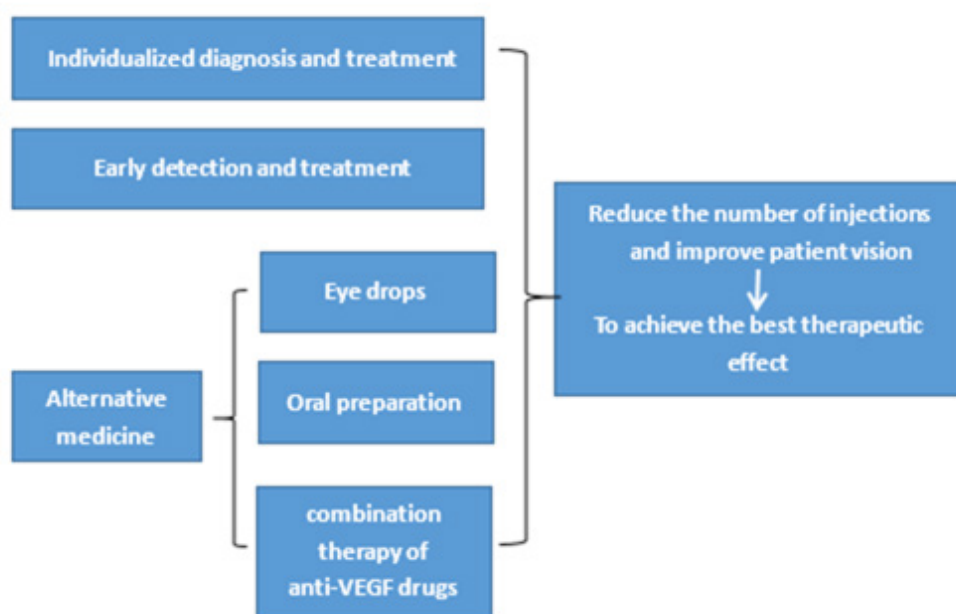 Individualized diagnosis and treatment
Early detection and treatment
Alternative
medicine
Eye drops
Oral preparation
combination
therapy of
anti-VEGF drugs
Reduce the number of injections
and improve patient vision
To achieve the best therapeutic
effect